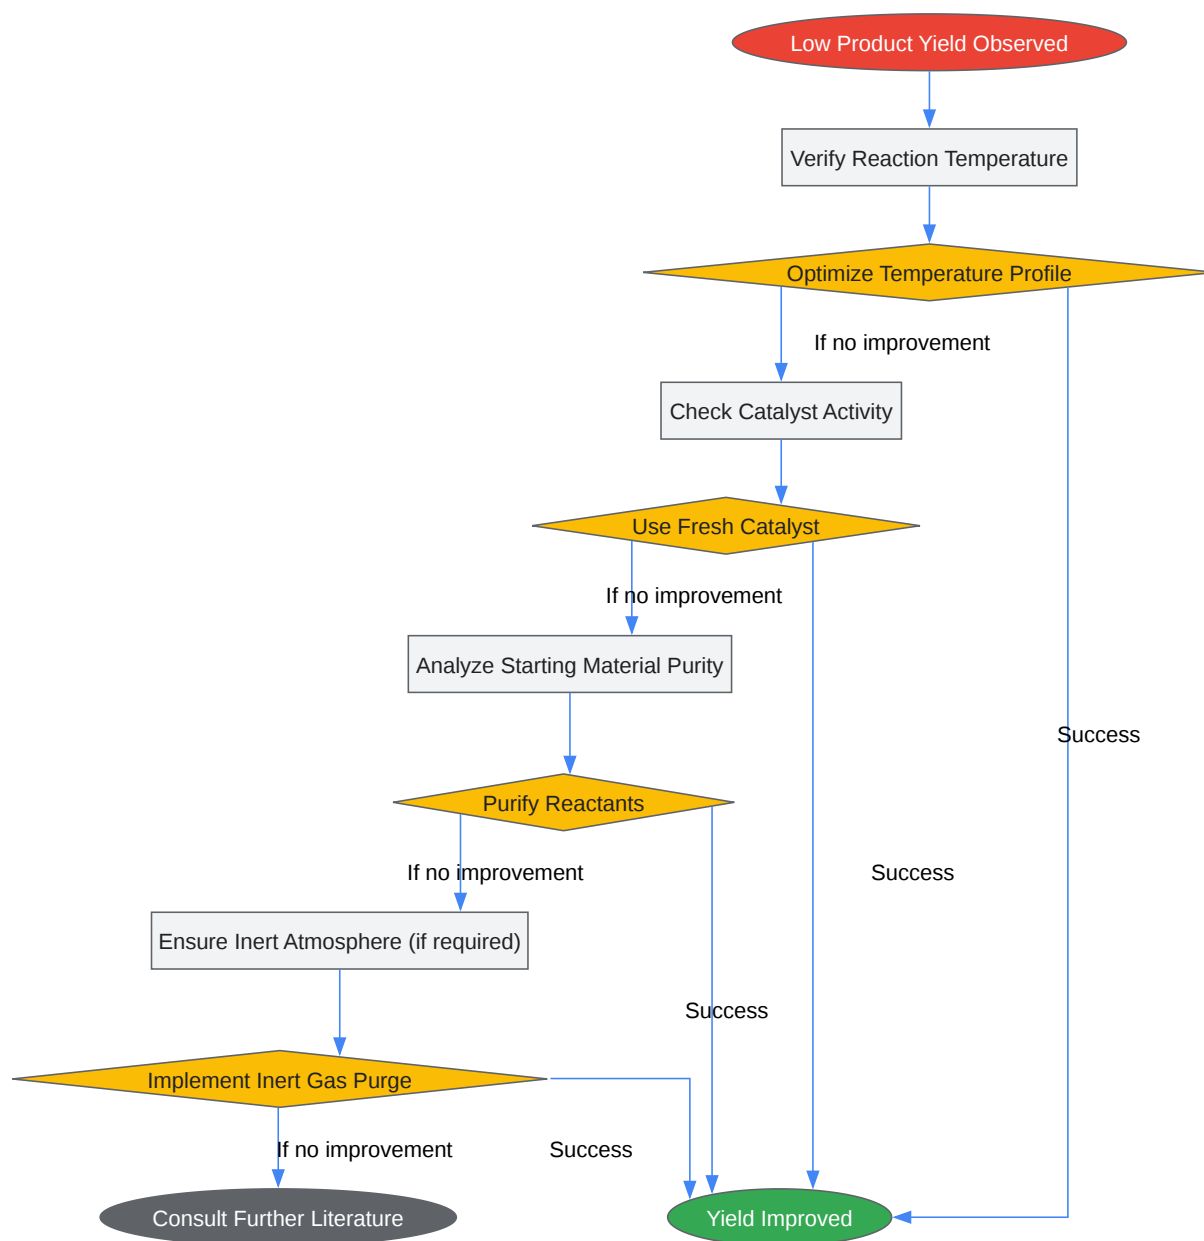 Low Product Yield Observed
Verify Reaction Temperature
Optimize Temperature Profile
If no improvement
Check Catalyst Activity
Use Fresh Catalyst
If no improvement
Analyze Starting Material Purity
Success
Purify Reactants
If no improvement
Success
Ensure Inert Atmosphere (if required)
Success
Implement Inert Gas Purge
If no improvement
Success
Consult Further Literature
Yield Improved